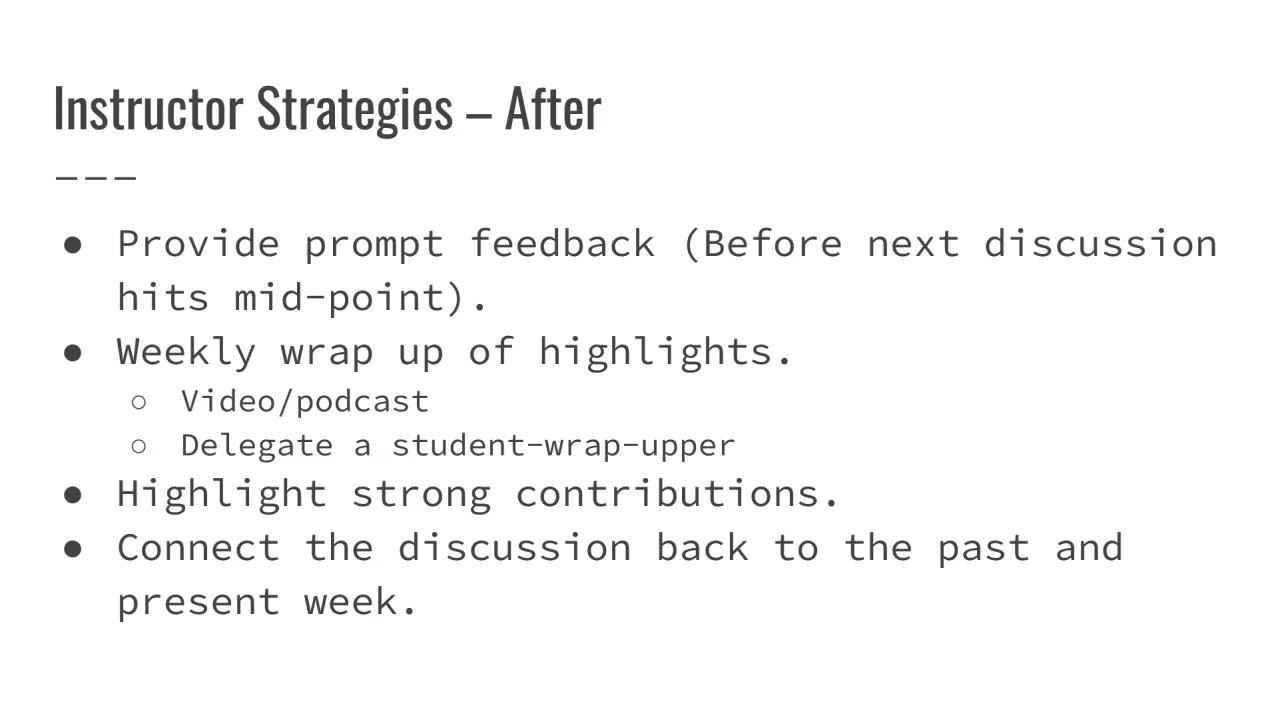 Instructor Strategies – After
● Provide prompt feedback (Before next discussion
hits mid-point).
● Weekly wrap up of highlights.
○ Video/podcast
○ Delegate a student-wrap-upper
● Highlight strong contributions.
● Connect the discussion back to the past and
present week.